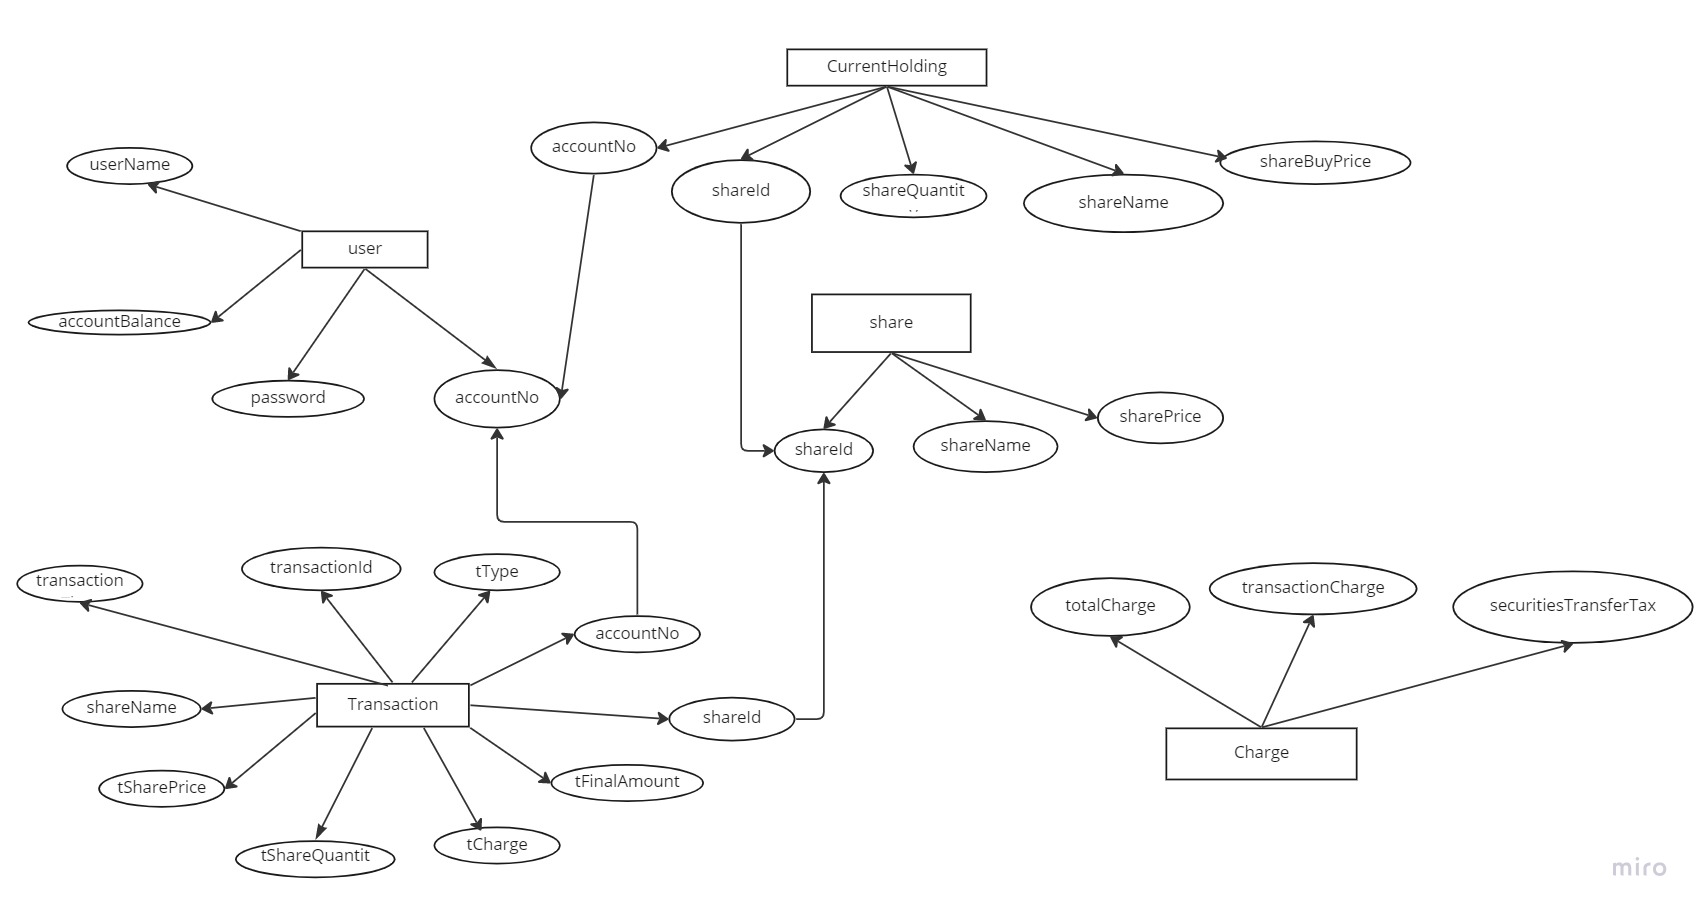 CurrentHolding
accountNo
shareId
shareQuantit
shareName
shareBuyPrice
userName
user
accountBalance
password
accountNo
share
shareId
shareName
sharePrice
transaction
transactionId
tType
accountNo
shareName
Transaction
shareId
tSharePrice
tFinalAmount
tShareQuantit
tCharge
totalCharge
transactionCharge
securitiesTransferTax
Charge
miro